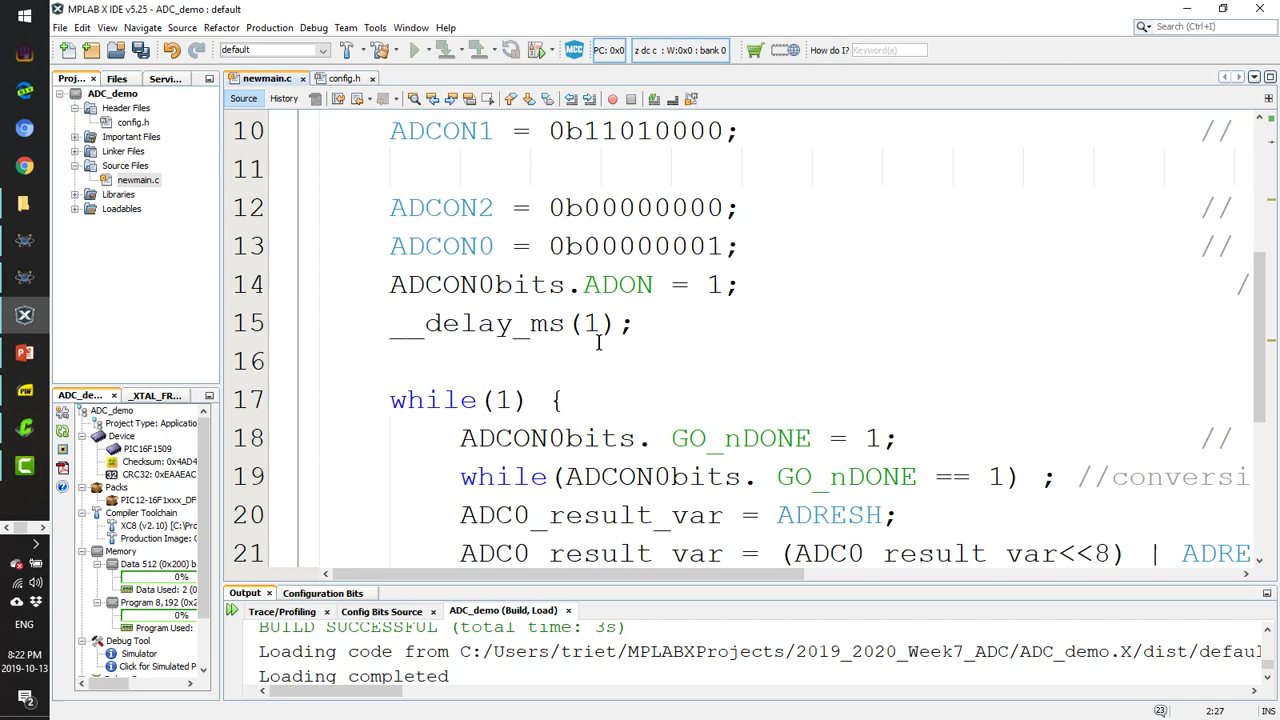 MPLAB X IDE v5.25 - ADC_demo : default
File Edit View Navigate Source Refactor Production Debug Team Tools Window Help
Search (Ctrl+I)
default
MCC
PC: 0x0
z dc c : W:0x0 : bank 0
How do I?
Keyword(s)
Proj... × Files Servi...
newmain.c × config.h ×
Source History
ADC_demo
Header Files
config.h
Important Files
Linker Files
Source Files
newmain.c
Libraries
Loadables
10 ADCON1 = 0b11010000; //
11
12 ADCON2 = 0b00000000; //
13 ADCON0 = 0b00000001; //
14 ADCON0bits.ADON = 1; /
15 __delay_ms(1);
16
17 while(1) {
18 ADCON0bits. GO_nDONE = 1; //
19 while(ADCON0bits. GO_nDONE == 1) ; //conversi
20 ADC0_result_var = ADRESH;
21 ADC0_result_var = (ADC0_result_var<<8) | ADRE
ADC_de... × _XTAL_FR...
ADC_demo
Project Type: Applicatio
Device
PIC16F1509
Checksum: 0x4AD4
CRC32: 0xEAAEAC
Packs
PIC12-16F1xxx_DF
Compiler Toolchain
XC8 (v2.10) [C:\Pro
Production Image:
Memory
Data 512 (0x200) b
0%
Data Used: 2 (0
Program 8,192 (0x2
0%
Program Used:
Debug Tool
Simulator
Click for Simulated P
Output × Configuration Bits
Trace/Profiling × Config Bits Source × ADC_demo (Build, Load) ×
BUILD SUCCESSFUL (total time: 3s)
Loading code from C:/Users/triet/MPLABXProjects/2019_2020_Week7_ADC/ADC_demo.X/dist/defaul
Loading completed
ENG
8:22 PM
2019-10-13
2
23
2:27
INS